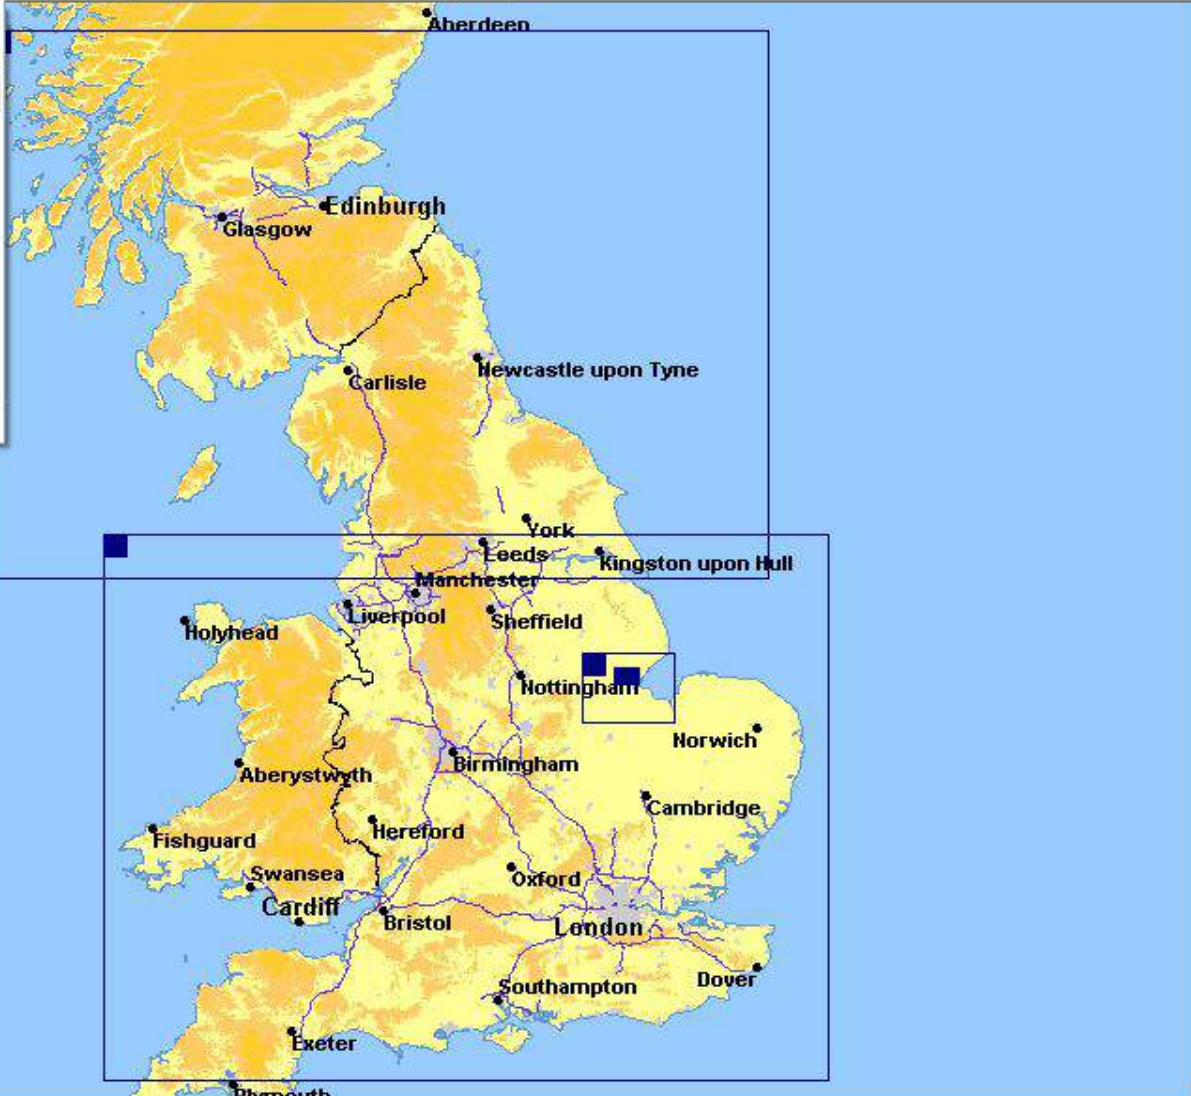 Aberdeen
Edinburgh
Glasgow
Newcastle upon Tyne
Carlisle
York
Leeds
Kingston upon Hull
Manchester
Liverpool
Sheffield
Holyhead
Nottingham
Norwich
Birmingham
Aberystwyth
Cambridge
Hereford
Fishguard
Swansea
Oxford
Cardiff
Bristol
London
Dover
Southampton
Exeter
Plymouth